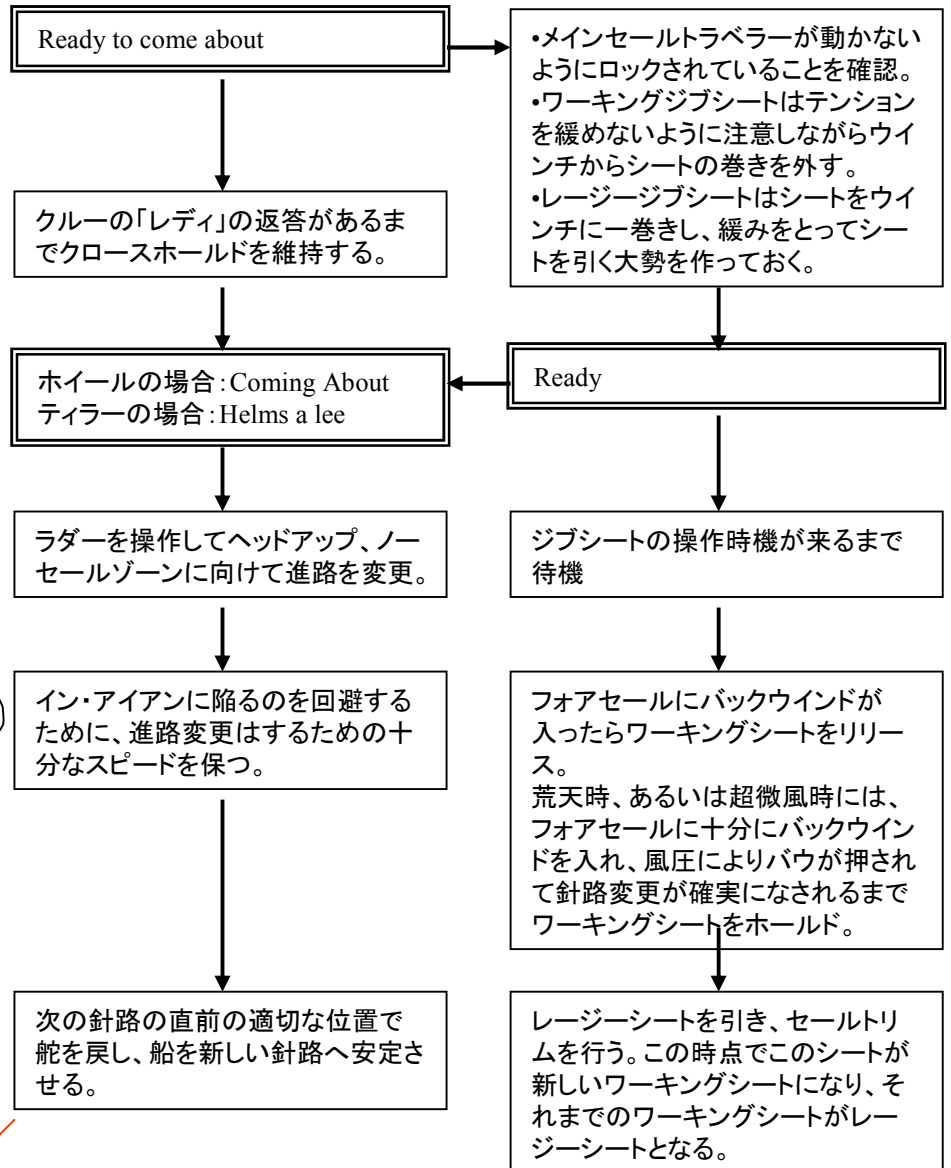 Ready to come about
•メインセールトラベラーが動かない
ようにロックされていることを確認。
•ワーキングジブシートはテンション
を緩めないように注意しながらウイ
ンチからシートの巻きを外す。
•レージージブシートはシートをウイ
ンチに一巻きし、緩みをとってシー
トを引く大勢を作っておく。
クルーの「レディ」の返答があるま
でクロースホールドを維持する。
ホイールの場合:Coming About
ティラーの場合:Helms a lee
Ready
ラダーを操作してヘッドアップ、ノー
セールゾーンに向けて進路を変更。
ジブシートの操作時機が来るまで
待機
イン・アイアンに陥るのを回避する
ために、進路変更はするための十
分なスピードを保つ。
フォアセールにバックウインドが
入ったらワーキングシートをリリー
ス。
荒天時、あるいは超微風時には、
フォアセールに十分にバックウイン
ドを入れ、風圧によりバウが押され
て針路変更が確実になされるまで
ワーキングシートをホールド。
次の針路の直前の適切な位置で
舵を戻し、船を新しい針路へ安定さ
せる。
レージーシートを引き、セールトリ
ムを行う。この時点でこのシートが
新しいワーキングシートになり、そ
れまでのワーキングシートがレー
ジーシートとなる。